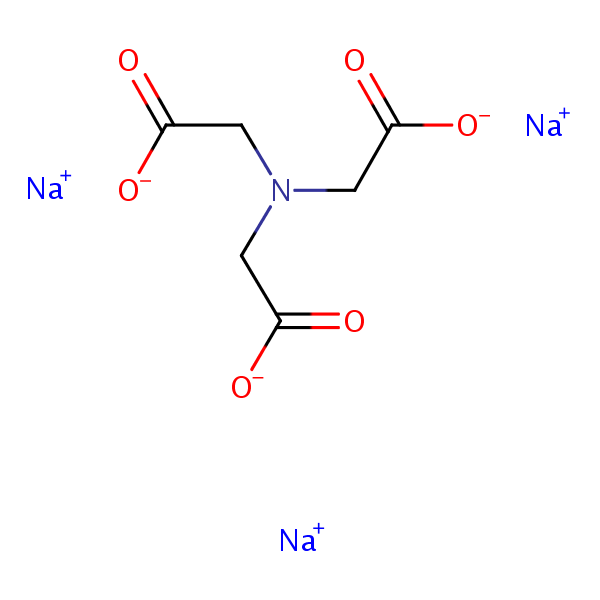 O O
O⁻ Na⁺
Na⁺ O⁻ N
O
O⁻
Na⁺